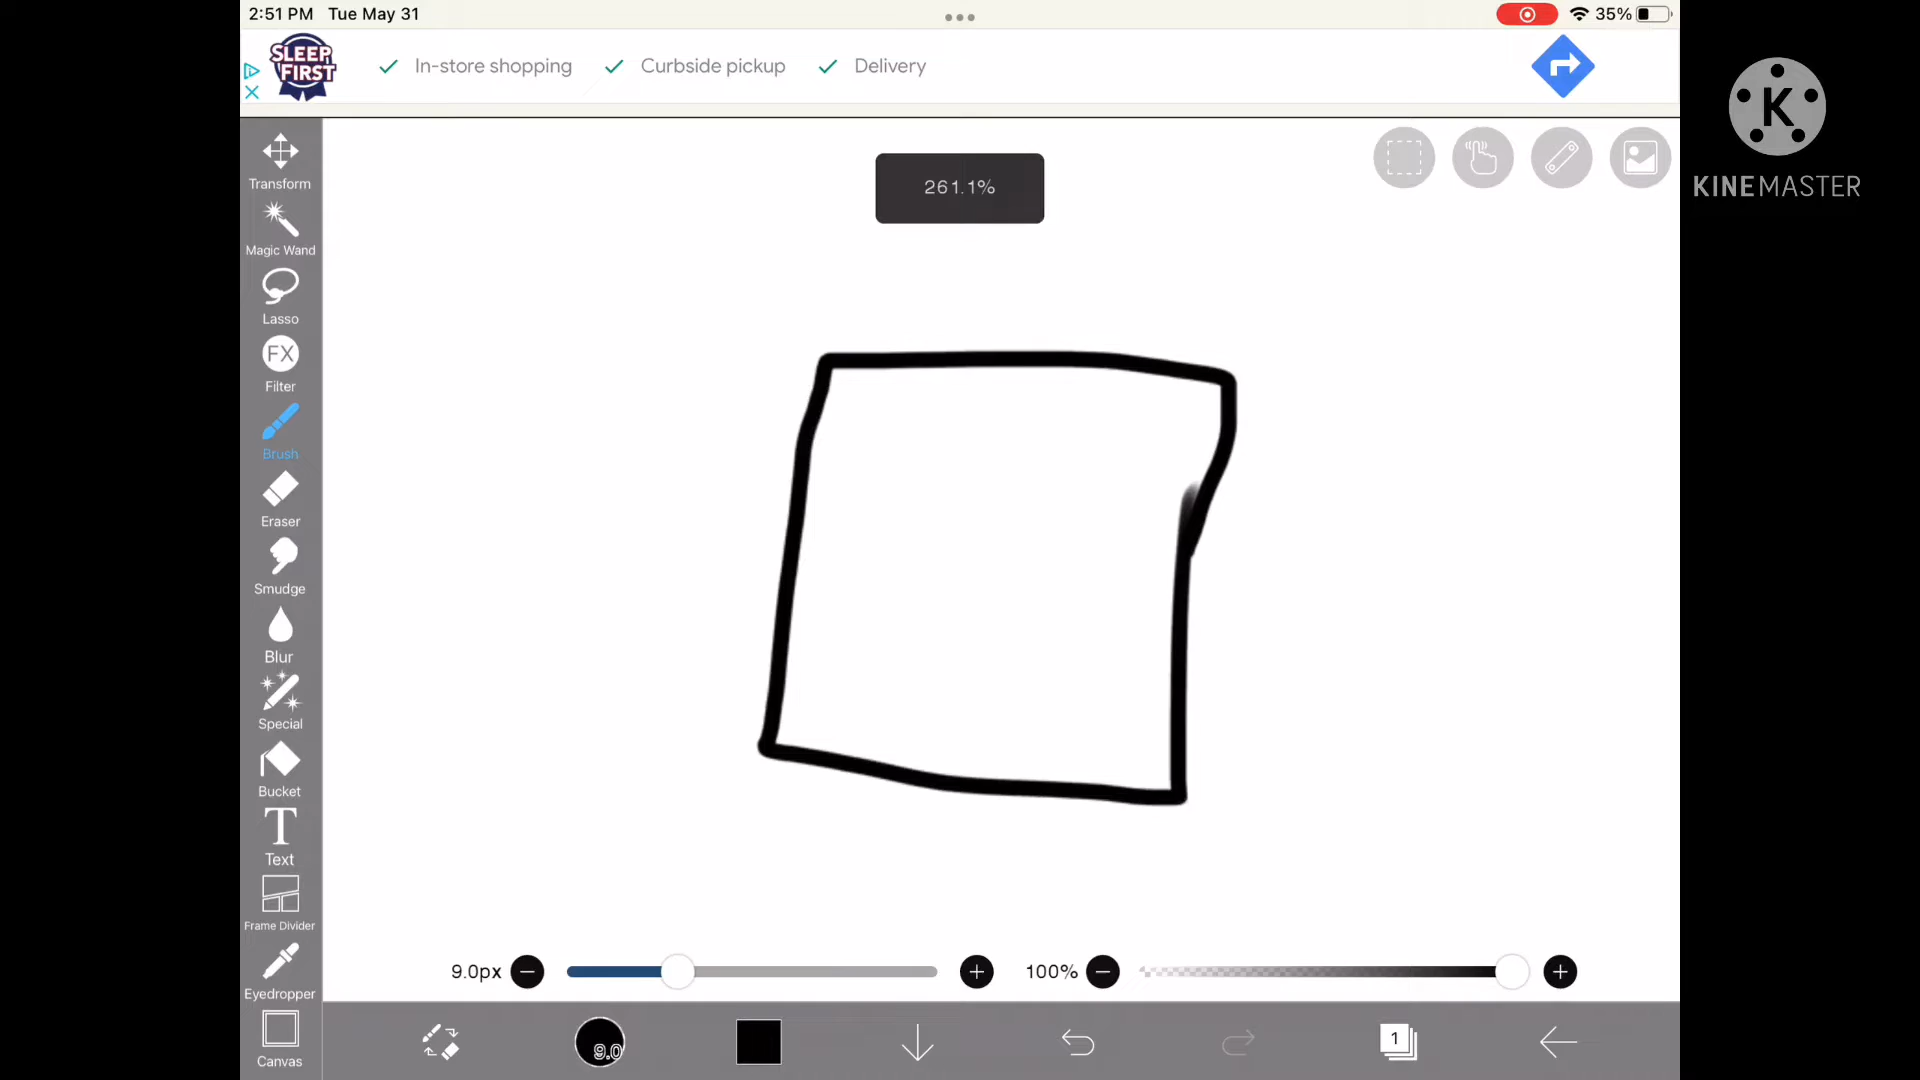 2:51 PM Tue May 31
35%
SLEEP
FIRST
In-store shopping
Curbside pickup
Delivery
K
KINEMASTER
261.1%
Transform
Magic Wand
Lasso
FX
Filter
Brush
Eraser
Smudge
Blur
Special
Bucket
T
Text
Frame Divider
Eyedropper
Canvas
9.0px
100%
9.0
1